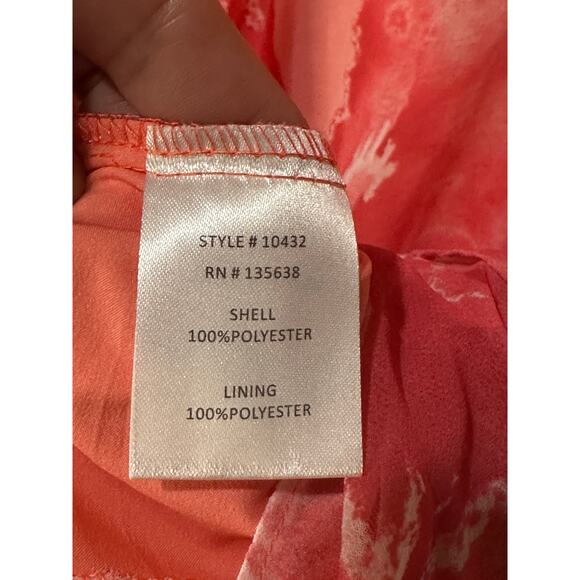 STYLE # 10432
RN # 135638
SHELL
100%POLYESTER
LINING
100%POLYESTER